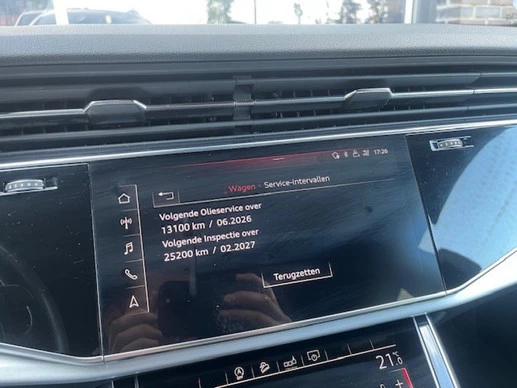 17:26
Wagen - Service-intervallen
Volgende Olieservice over
13100 km / 06.2026
Volgende Inspectie over
25200 km / 02.2027
Terugzetten
21°C